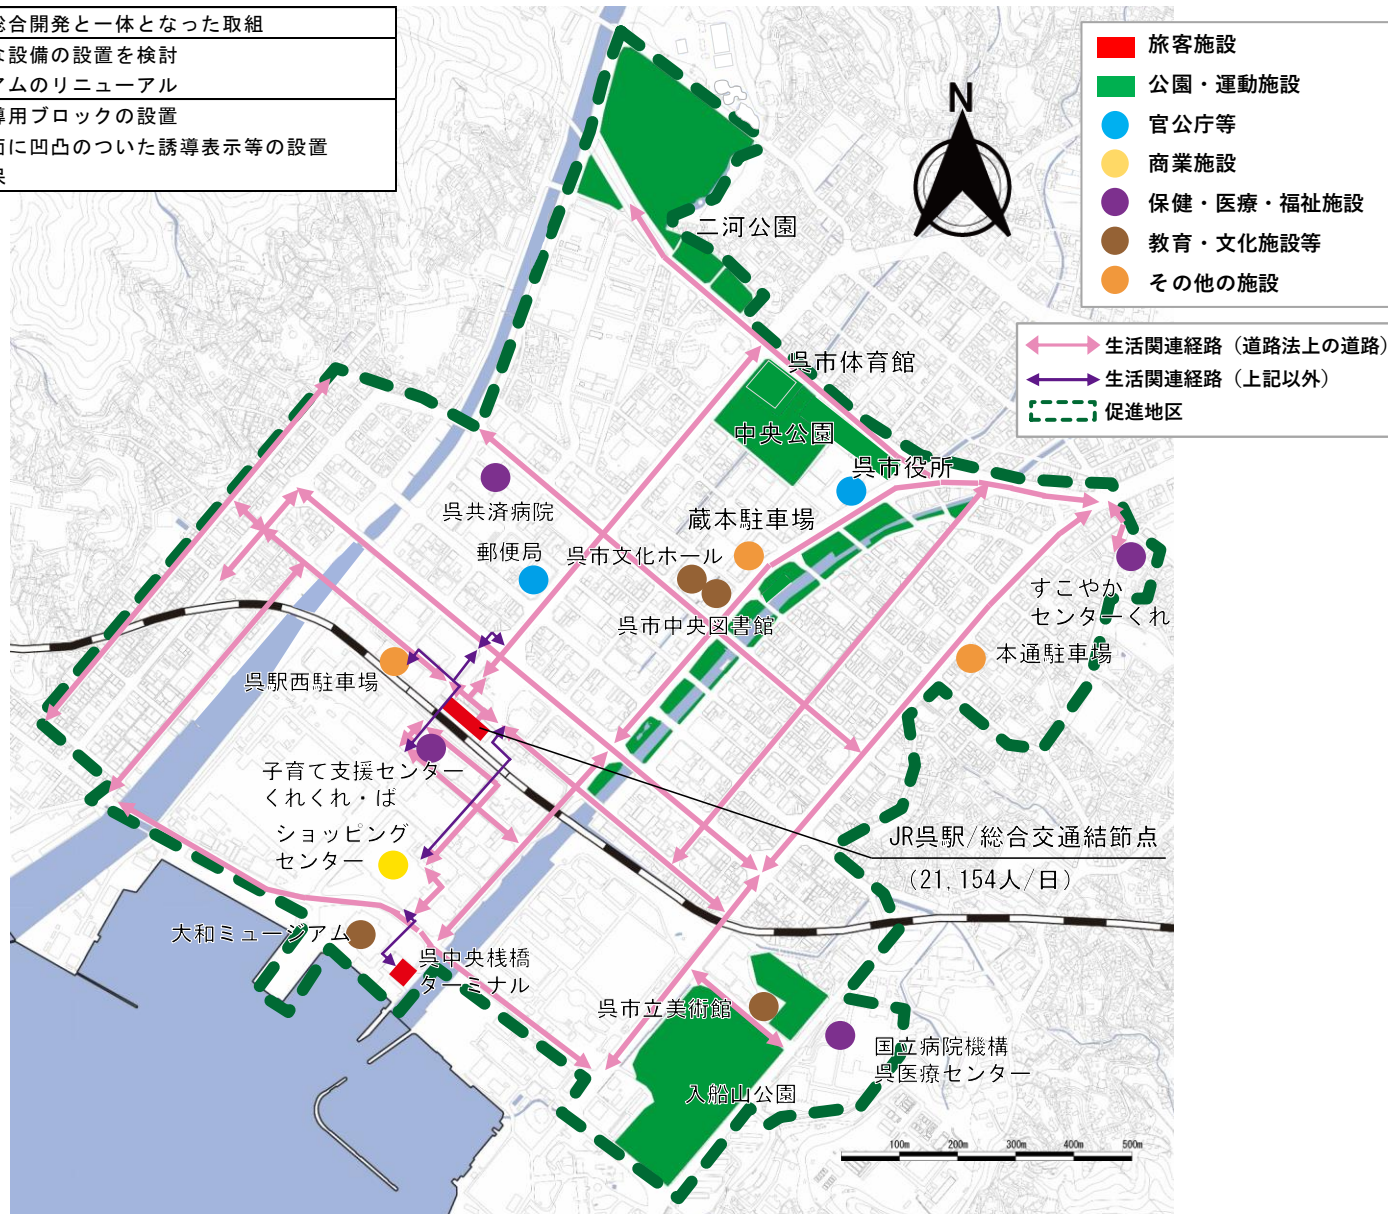 総合開発と一体となった取組
な設備の設置を検討
アムのリニューアル
導用ブロックの設置
面に凹凸のついた誘導表示等の設置
N
旅客施設
公園・運動施設
官公庁等
商業施設
保健・医療・福祉施設
教育・文化施設等
その他の施設
生活関連経路（道路法上の道路）
生活関連経路（上記以外）
促進地区
二河公園
呉市体育館
中央公園
呉市役所
呉共済病院
蔵本駐車場
郵便局
呉市文化ホール
すこやか
センターくれ
呉市中央図書館
本通駐車場
呉駅西駐車場
子育て支援センター
くれくれ・ば
ショッピング
センター
JR呉駅/総合交通結節点
（21,154人/日）
大和ミュージアム
呉中央桟橋
ターミナル
呉市立美術館
国立病院機構
呉医療センター
入船山公園
100m 200m 300m 400m 500m